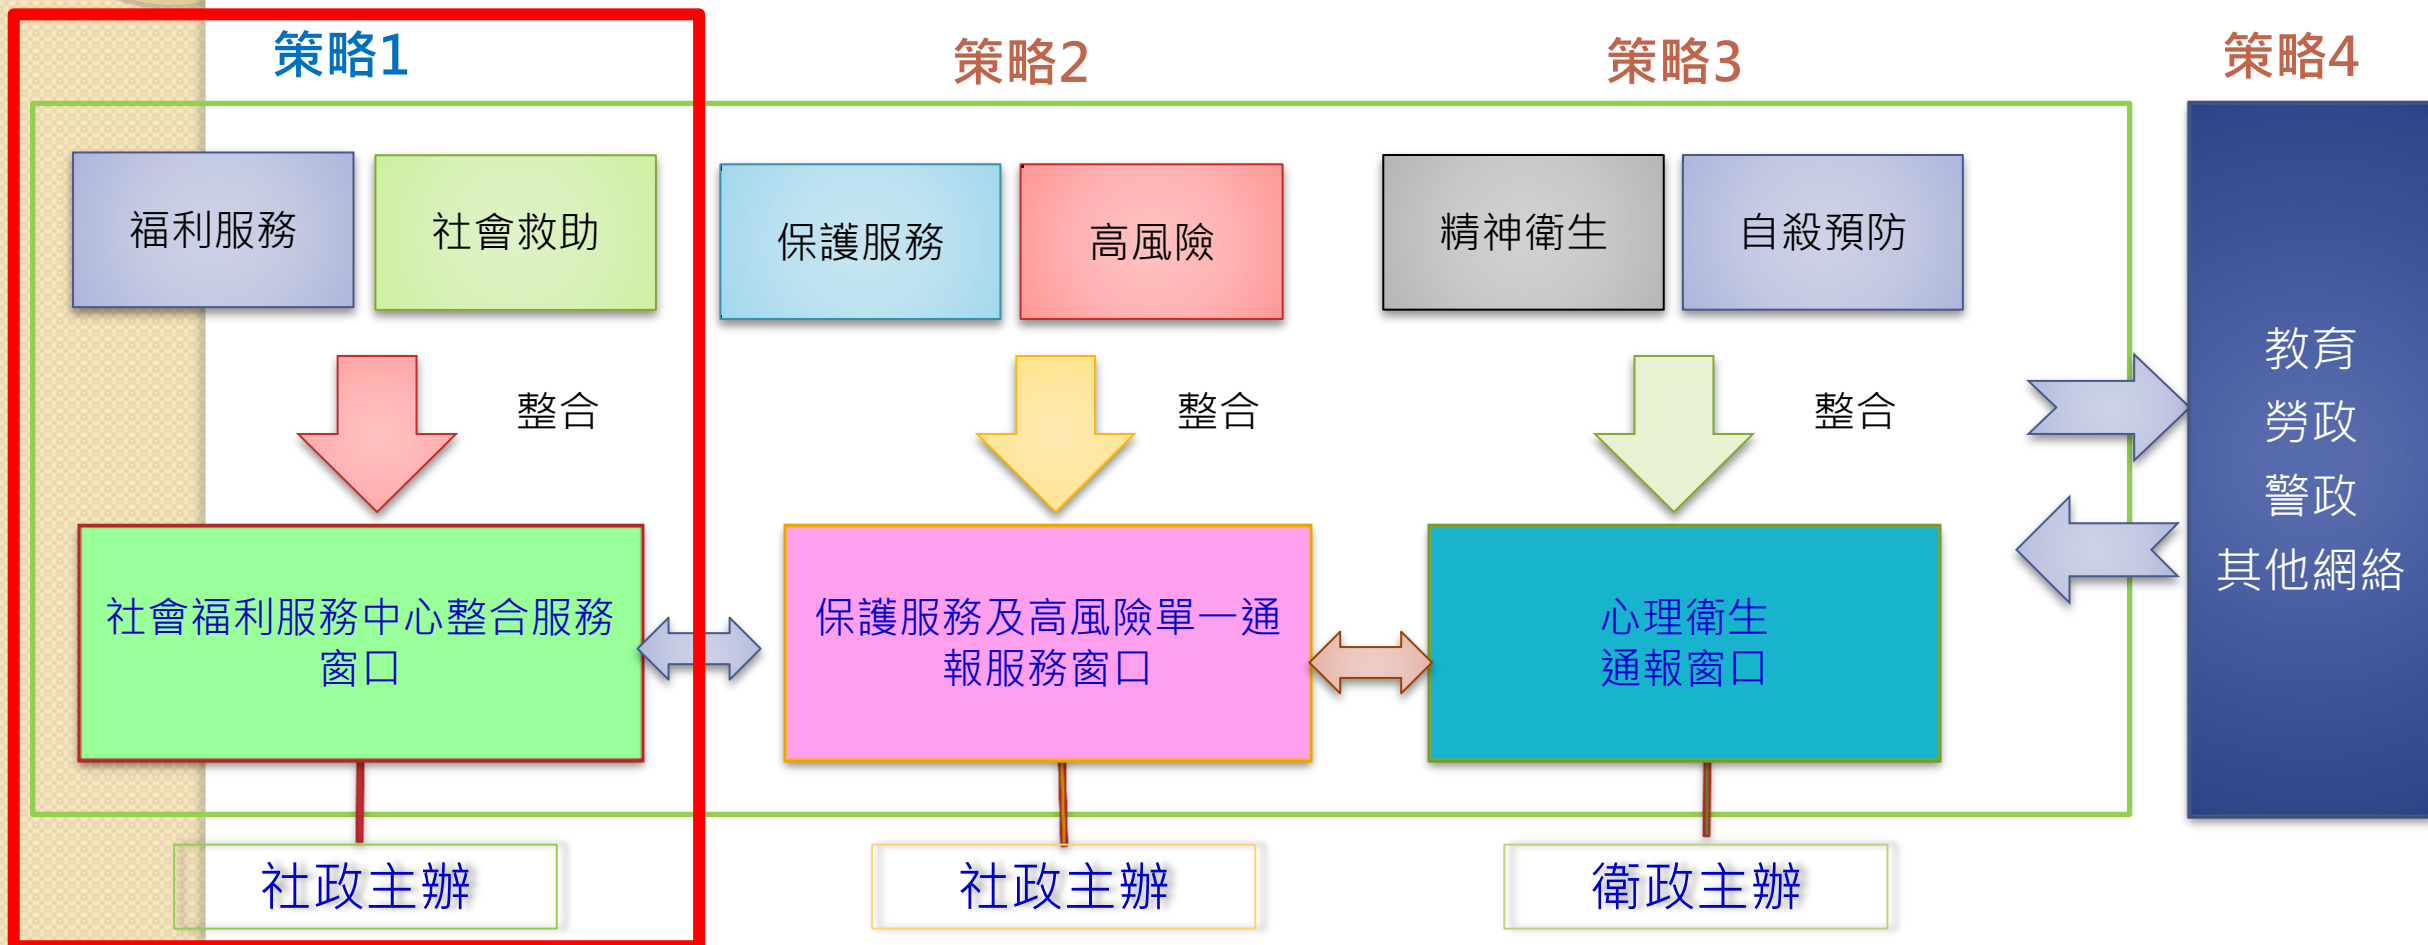 策略1
策略2
策略3
策略4
福利服務
社會救助
保護服務
高風險
精神衛生
自殺預防
整合
整合
整合
社會福利服務中心整合服務
窗口
保護服務及高風險單一通
報服務窗口
心理衛生
通報窗口
教育
勞政
警政
其他網絡
社政主辦
社政主辦
衛政主辦